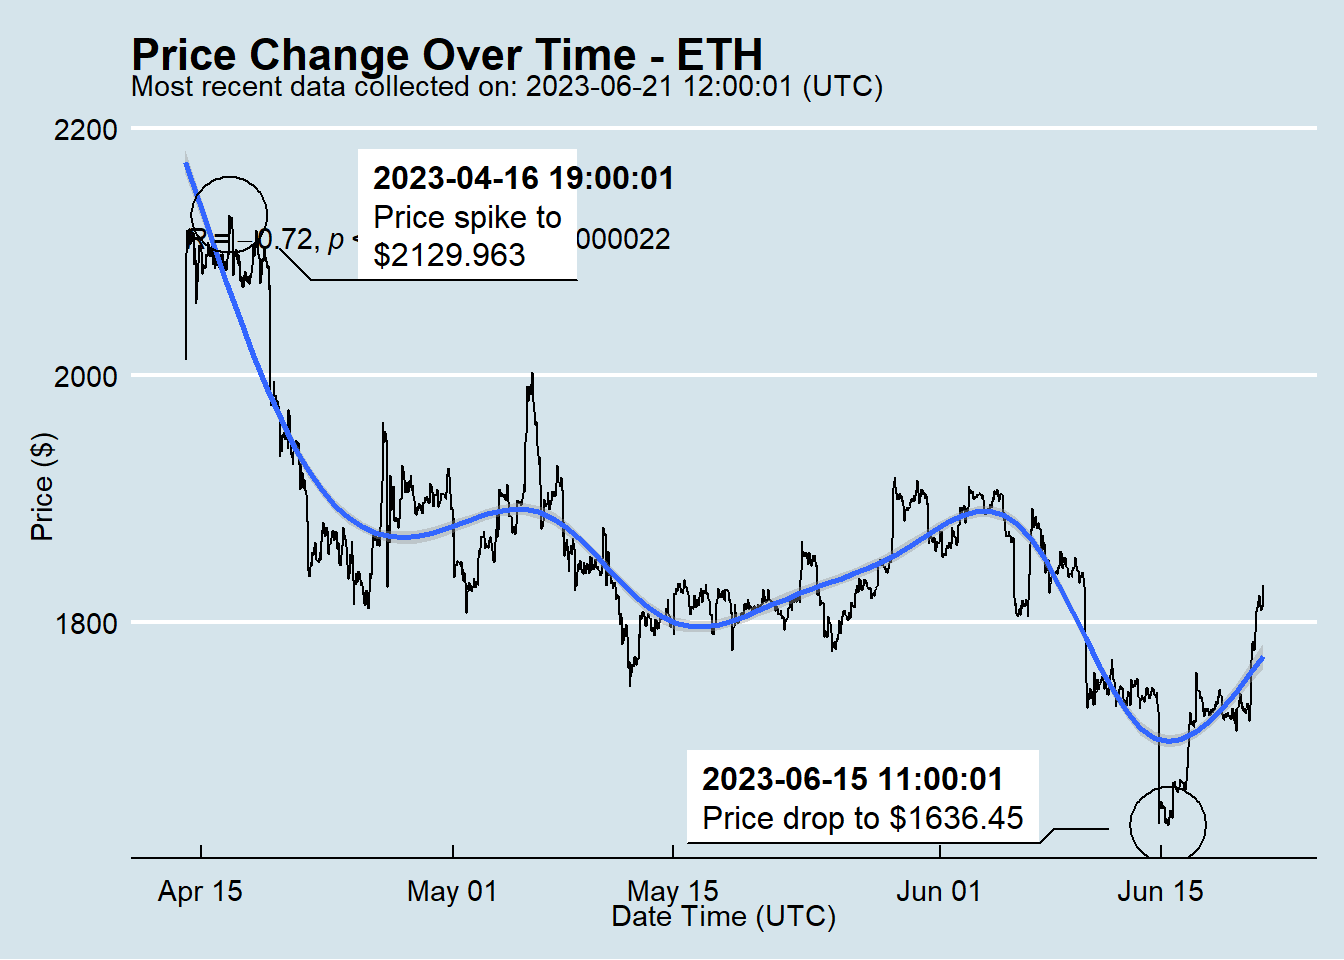 Price Change Over Time - ETH
Most recent data collected on: 2023-06-21 12:00:01 (UTC)
2200
2000
1800
Price ($)
2023-04-16 19:00:01
Price spike to
$2129.963
R = −0.72, p <
000022
2023-06-15 11:00:01
Price drop to $1636.45
Apr 15
May 01
May 15
Jun 01
Jun 15
Date Time (UTC)